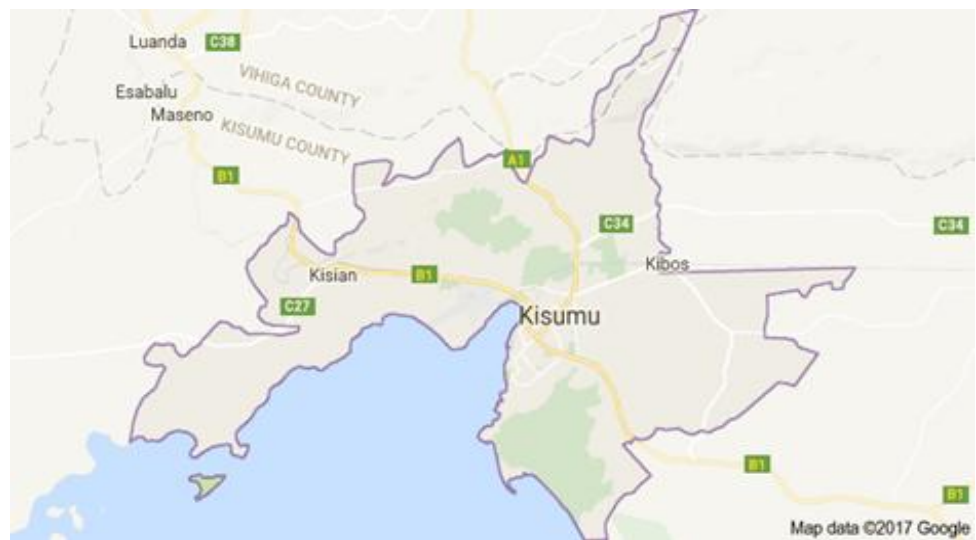 Luanda
C38
VIHIGA COUNTY
Esabalu
Maseno
KISUMU COUNTY
A1
B1
C34
C34
Kibos
Kisian
B1
C27
Kisumu
B1
B1
Map data ©2017 Google